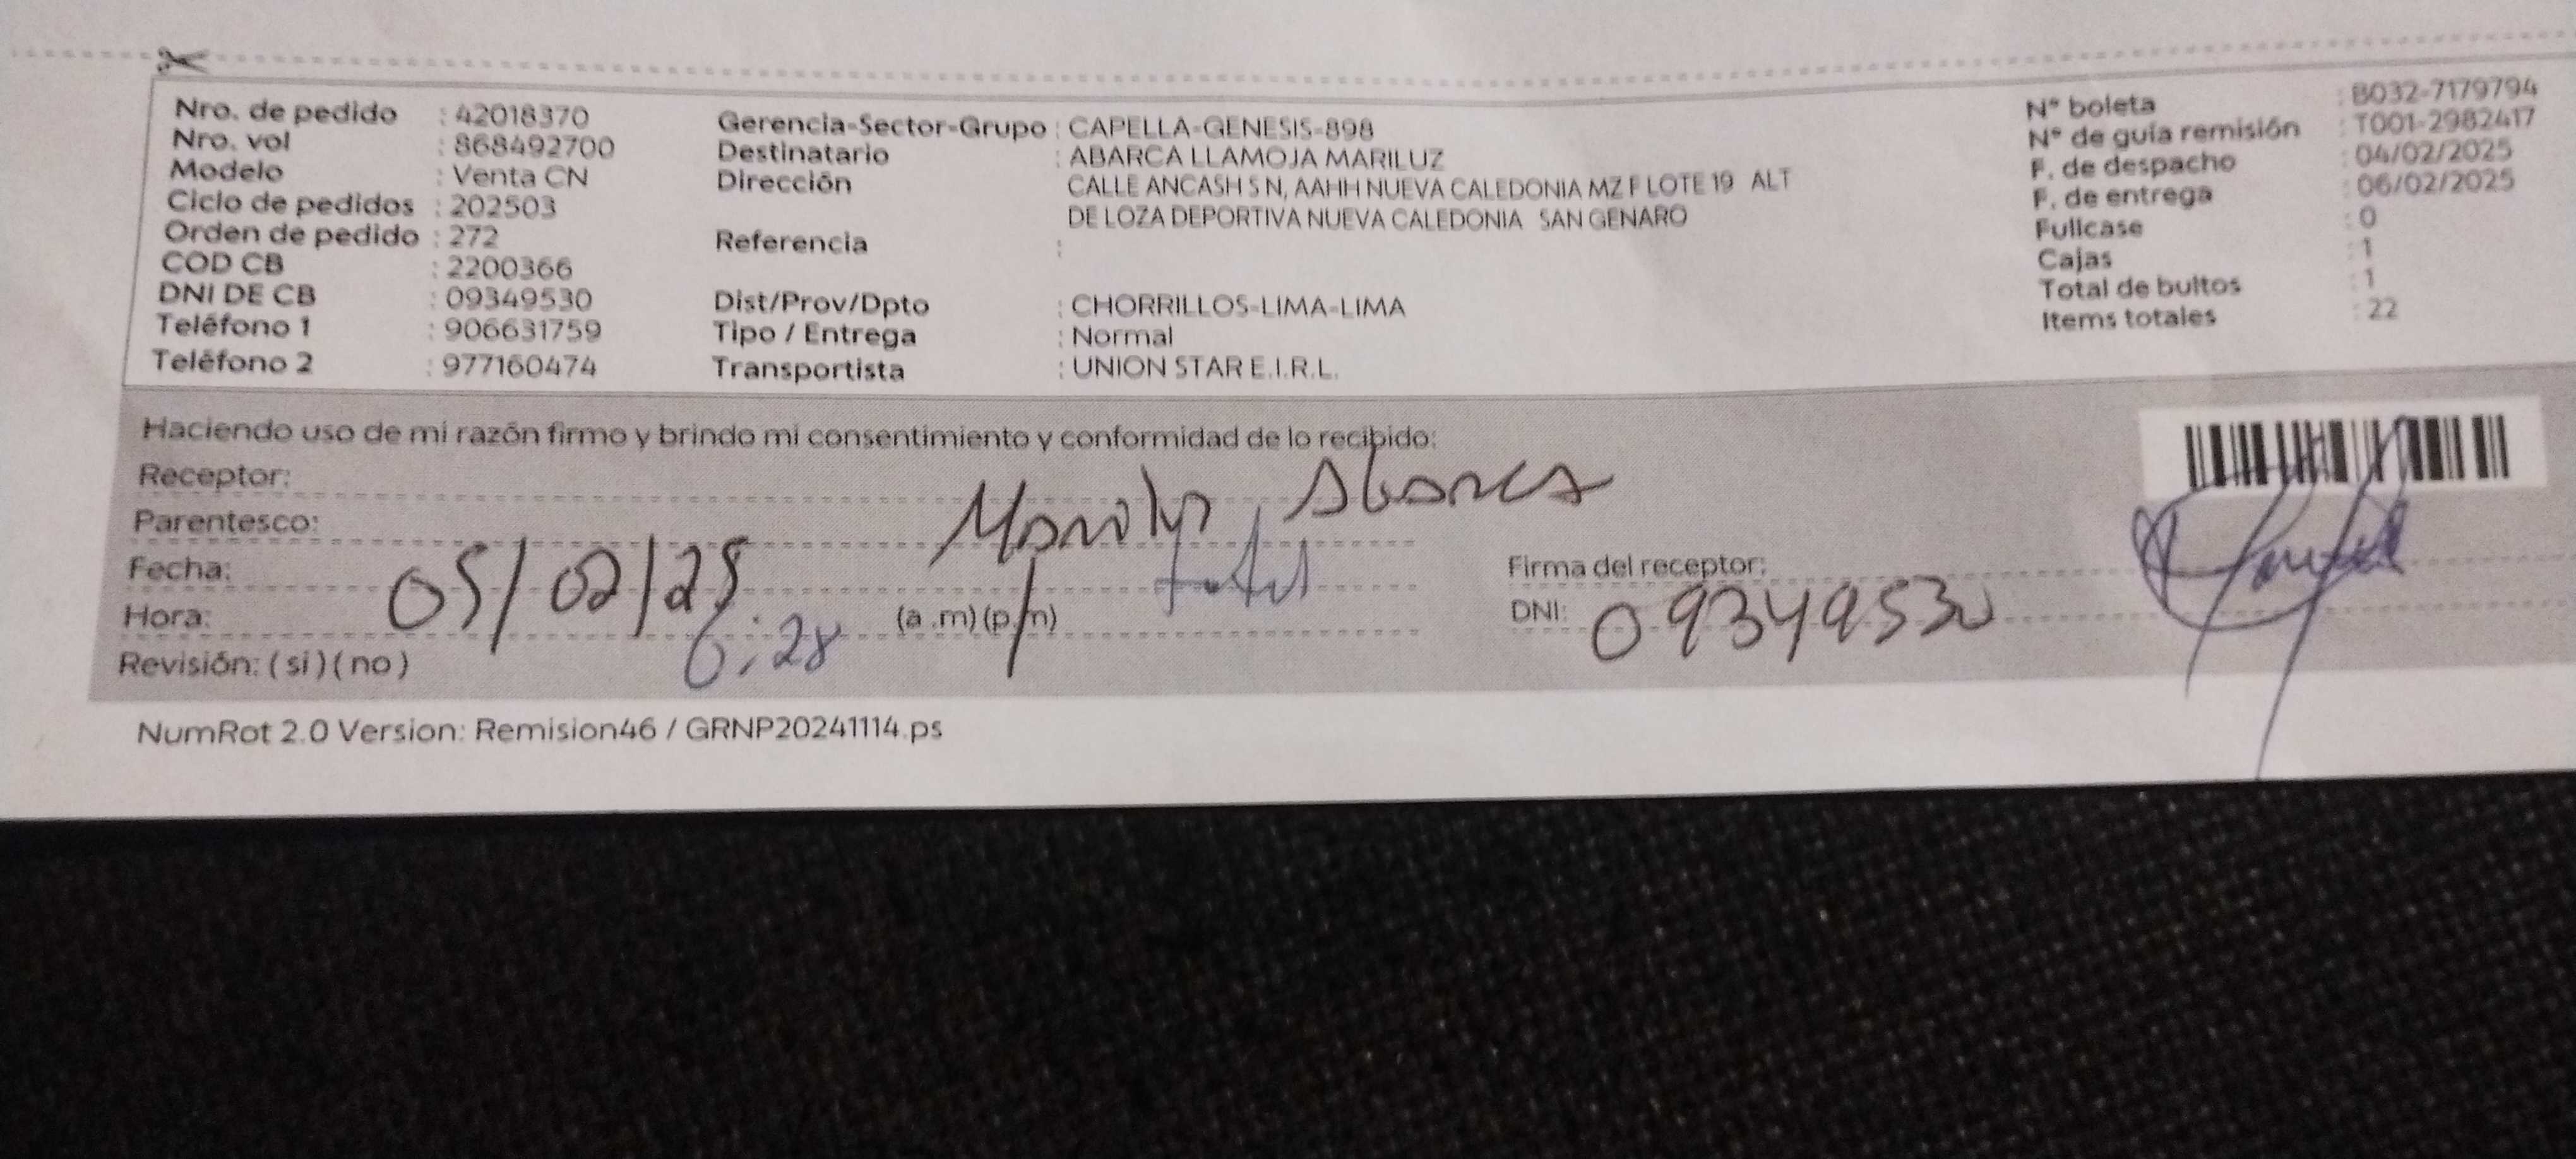 Nro. de pedido : 42018370
Nro. vol : 868492700
Modelo : Venta CN
Ciclo de pedidos : 202503
Orden de pedido : 272
COD CB : 2200366
DNI DE CB : 09349530
Teléfono 1 : 906631759
Teléfono 2 : 977160474
Gerencia-Sector-Grupo : CAPELLA-GENESIS-898
Destinatario : ABARCA LLAMOJA MARILUZ
Dirección : CALLE ANCASH S N, AAHH NUEVA CALEDONIA MZ F LOTE 19 ALT
DE LOZA DEPORTIVA NUEVA CALEDONIA SAN GENARO
Referencia :
Dist/Prov/Dpto : CHORRILLOS-LIMA-LIMA
Tipo / Entrega : Normal
Transportista : UNION STAR E.I.R.L.
N° boleta : B032-7179794
N° de guía remisión : T001-2982417
F. de despacho : 04/02/2025
F. de entrega : 06/02/2025
Fullcase : 0
Cajas : 1
Total de bultos : 1
Items totales : 22
Haciendo uso de mi razón firmo y brindo mi consentimiento y conformidad de lo recibido:
Receptor: Abarca
Parentesco:
Fecha: 05/02/25
Hora: 6:28 (a.m)(p.m)
Revisión: (si)(no)
Firma del receptor:
DNI: 09349530
NumRot 2.0 Version: Remision46 / GRNP20241114.ps